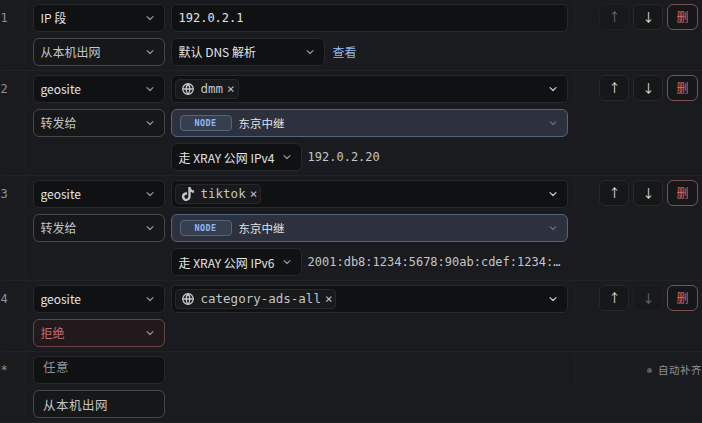 1 IP 段 192.0.2.1 ↑ ↓ 删
从本机出网 默认 DNS 解析 查看
2 geosite dmm × ↑ ↓ 删
转发给 NODE 东京中继
走 XRAY 公网 IPv4 192.0.2.20
3 geosite tiktok × ↑ ↓ 删
转发给 NODE 东京中继
走 XRAY 公网 IPv6 2001:db8:1234:5678:90ab:cdef:1234:…
4 geosite category-ads-all × ↑ ↓ 删
拒绝
* 任意 自动补齐
从本机出网